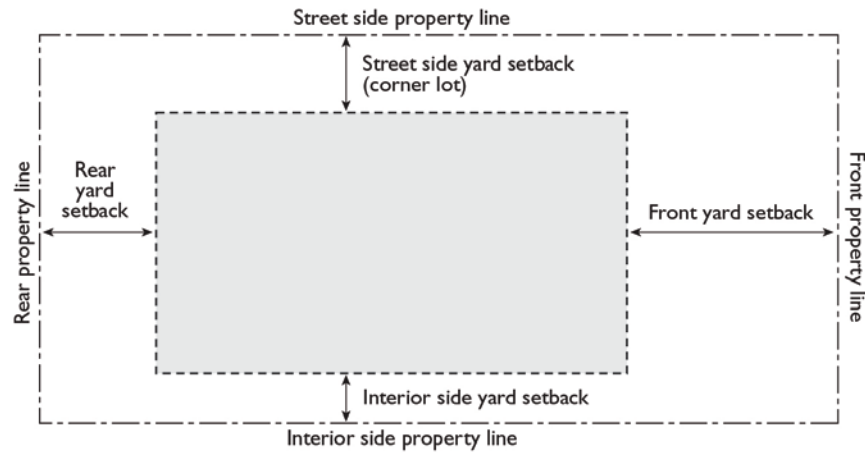 Street side property line
Street side yard setback
(corner lot)
Rear
yard
setback
Rear property line
Front yard setback
Front property line
Interior side yard setback
Interior side property line